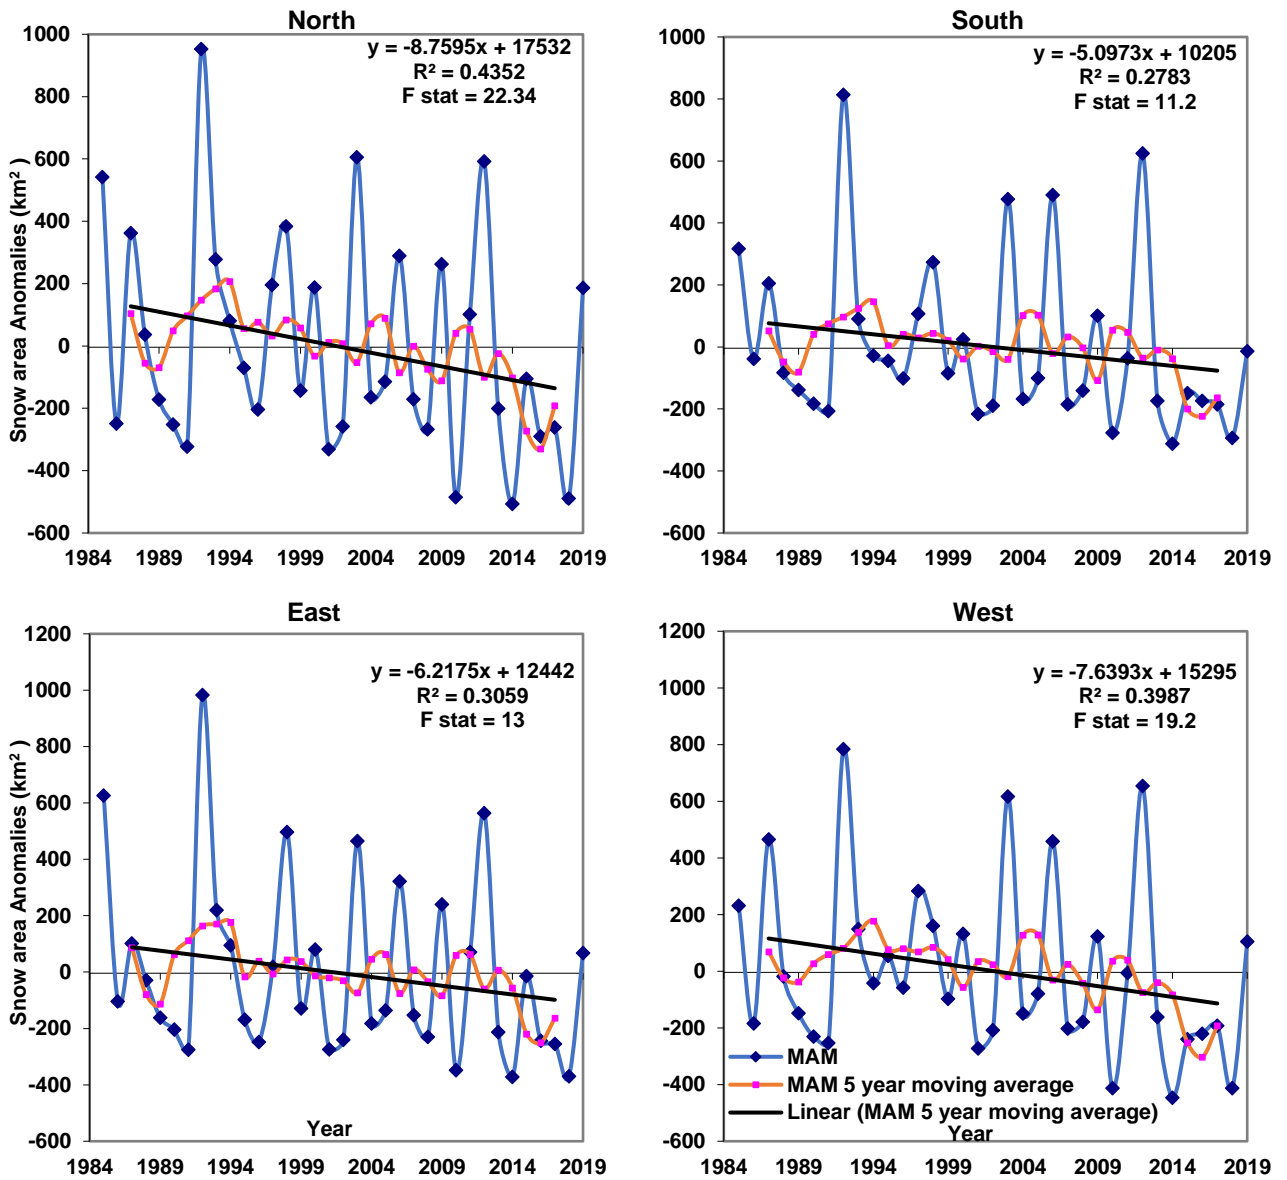 North
y = -8.7595x + 17532
R² = 0.4352
F stat = 22.34
Snow area Anomalies (km² )
1000
800
600
400
200
0
-200
-400
-600
1984 1989 1994 1999 2004 2009 2014 2019
South
y = -5.0973x + 10205
R² = 0.2783
F stat = 11.2
1000
800
600
400
200
0
-200
-400
-600
1984 1989 1994 1999 2004 2009 2014 2019
East
y = -6.2175x + 12442
R² = 0.3059
F stat = 13
Snow area Anomalies (km² )
1200
1000
800
600
400
200
0
-200
-400
-600
Year
1984 1989 1994 1999 2004 2009 2014 2019
West
y = -7.6393x + 15295
R² = 0.3987
F stat = 19.2
1200
1000
800
600
400
200
0
-200
-400
-600
MAM
MAM 5 year moving average
Linear (MAM 5 year moving average)
Year
1984 1989 1994 1999 2004 2009 2014 2019